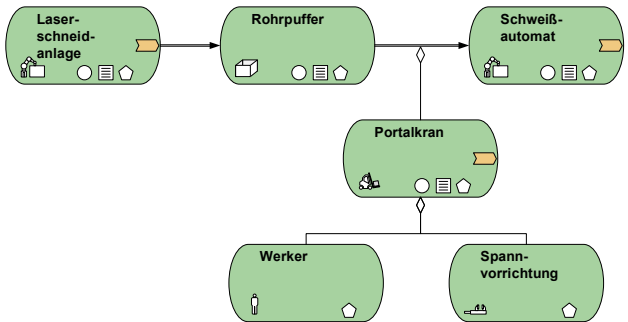 Laser-
schneid-
anlage
Rohrpuffer
Schweiß-
automat
Portalkran
Werker
Spann-
vorrichtung